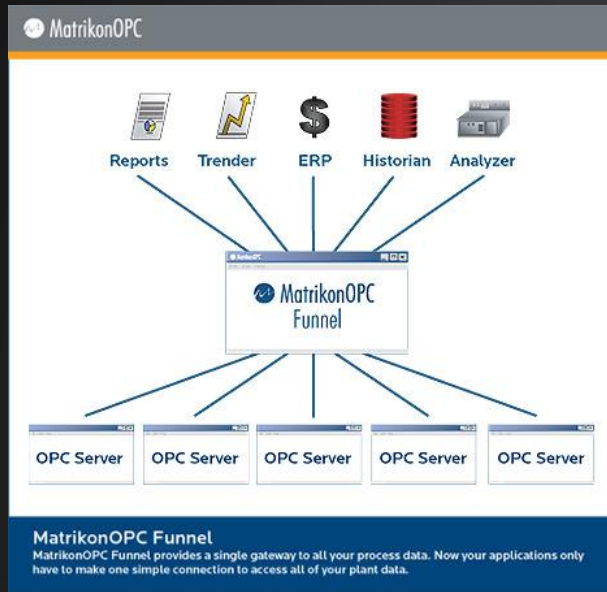 MatrikonOPC
Reports Trender ERP Historian Analyzer
MatrikonOPC
Funnel
OPC Server OPC Server OPC Server OPC Server OPC Server
MatrikonOPC Funnel
MatrikonOPC Funnel provides a single gateway to all your process data. Now your applications only
have to make one simple connection to access all of your plant data.